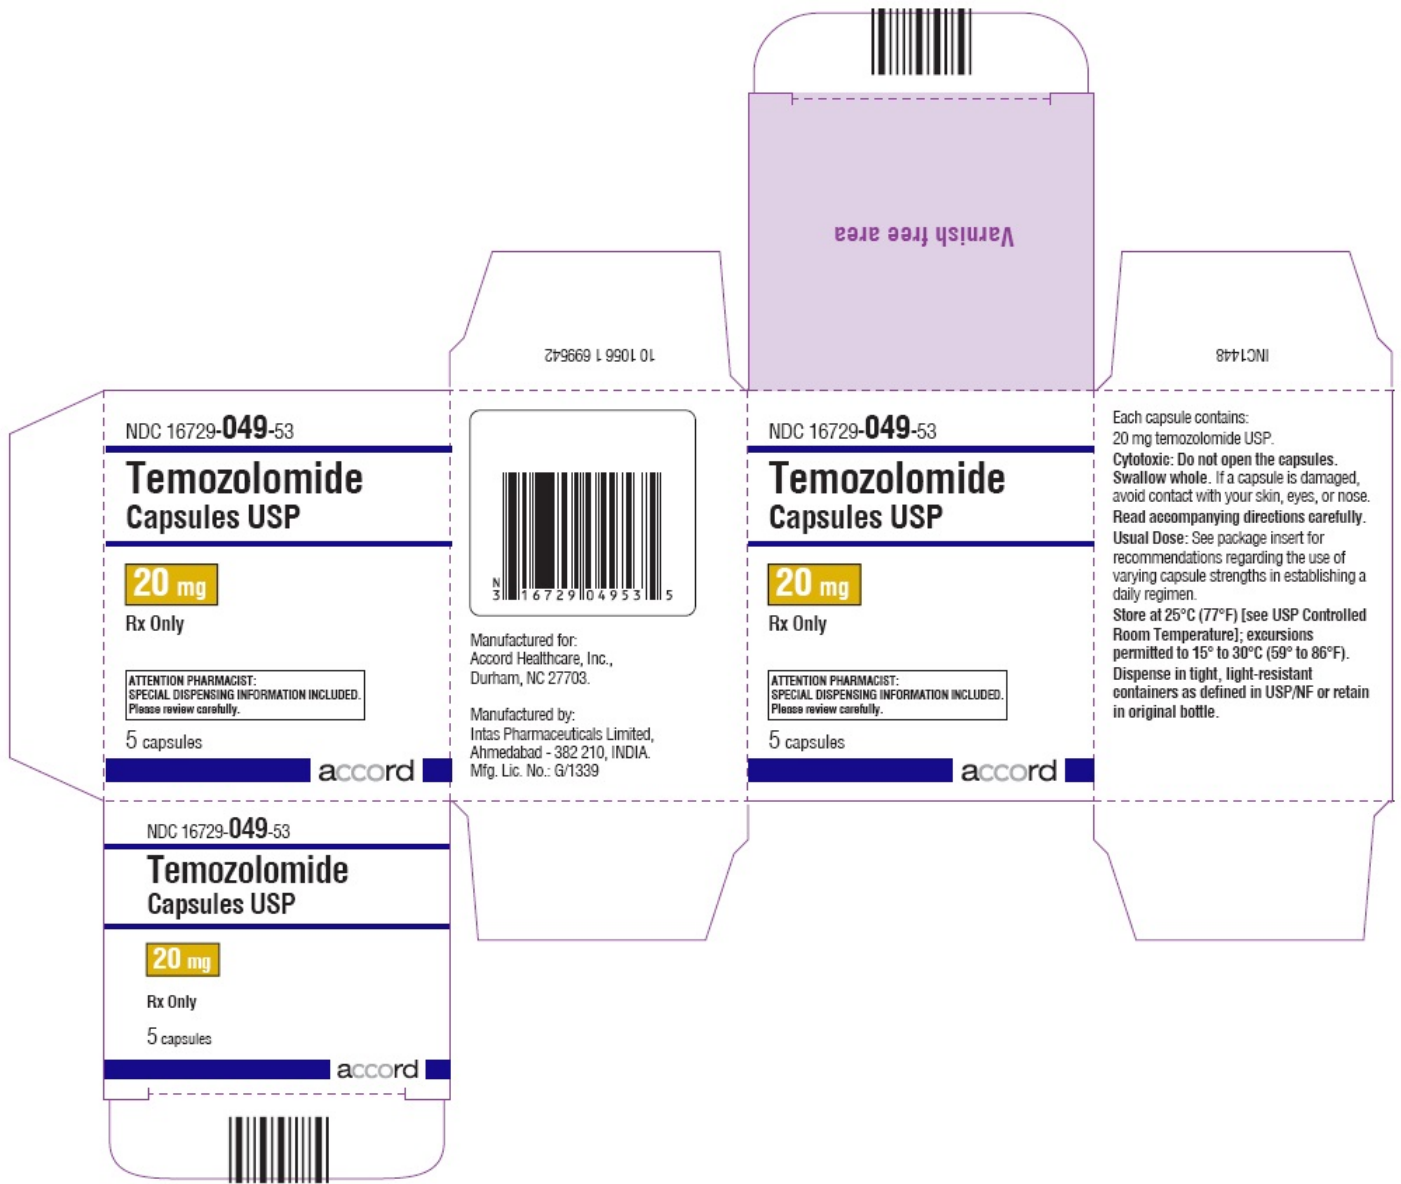 Varnish free area
10 1066 1 699642
INC1448
NDC 16729-049-53
Temozolomide
Capsules USP
20 mg
Rx Only
ATTENTION PHARMACIST:
SPECIAL DISPENSING INFORMATION INCLUDED.
Please review carefully.
5 capsules
accord
N
3 16729 04953 5
Manufactured for:
Accord Healthcare, Inc.,
Durham, NC 27703.
Manufactured by:
Intas Pharmaceuticals Limited,
Ahmedabad - 382 210, INDIA.
Mfg. Lic. No.: G/1339
NDC 16729-049-53
Temozolomide
Capsules USP
20 mg
Rx Only
ATTENTION PHARMACIST:
SPECIAL DISPENSING INFORMATION INCLUDED.
Please review carefully.
5 capsules
accord
Each capsule contains:
20 mg temozolomide USP.
Cytotoxic: Do not open the capsules.
Swallow whole. If a capsule is damaged,
avoid contact with your skin, eyes, or nose.
Read accompanying directions carefully.
Usual Dose: See package insert for
recommendations regarding the use of
varying capsule strengths in establishing a
daily regimen.
Store at 25°C (77°F) [see USP Controlled
Room Temperature]; excursions
permitted to 15° to 30°C (59° to 86°F).
Dispense in tight, light-resistant
containers as defined in USP/NF or retain
in original bottle.
NDC 16729-049-53
Temozolomide
Capsules USP
20 mg
Rx Only
5 capsules
accord